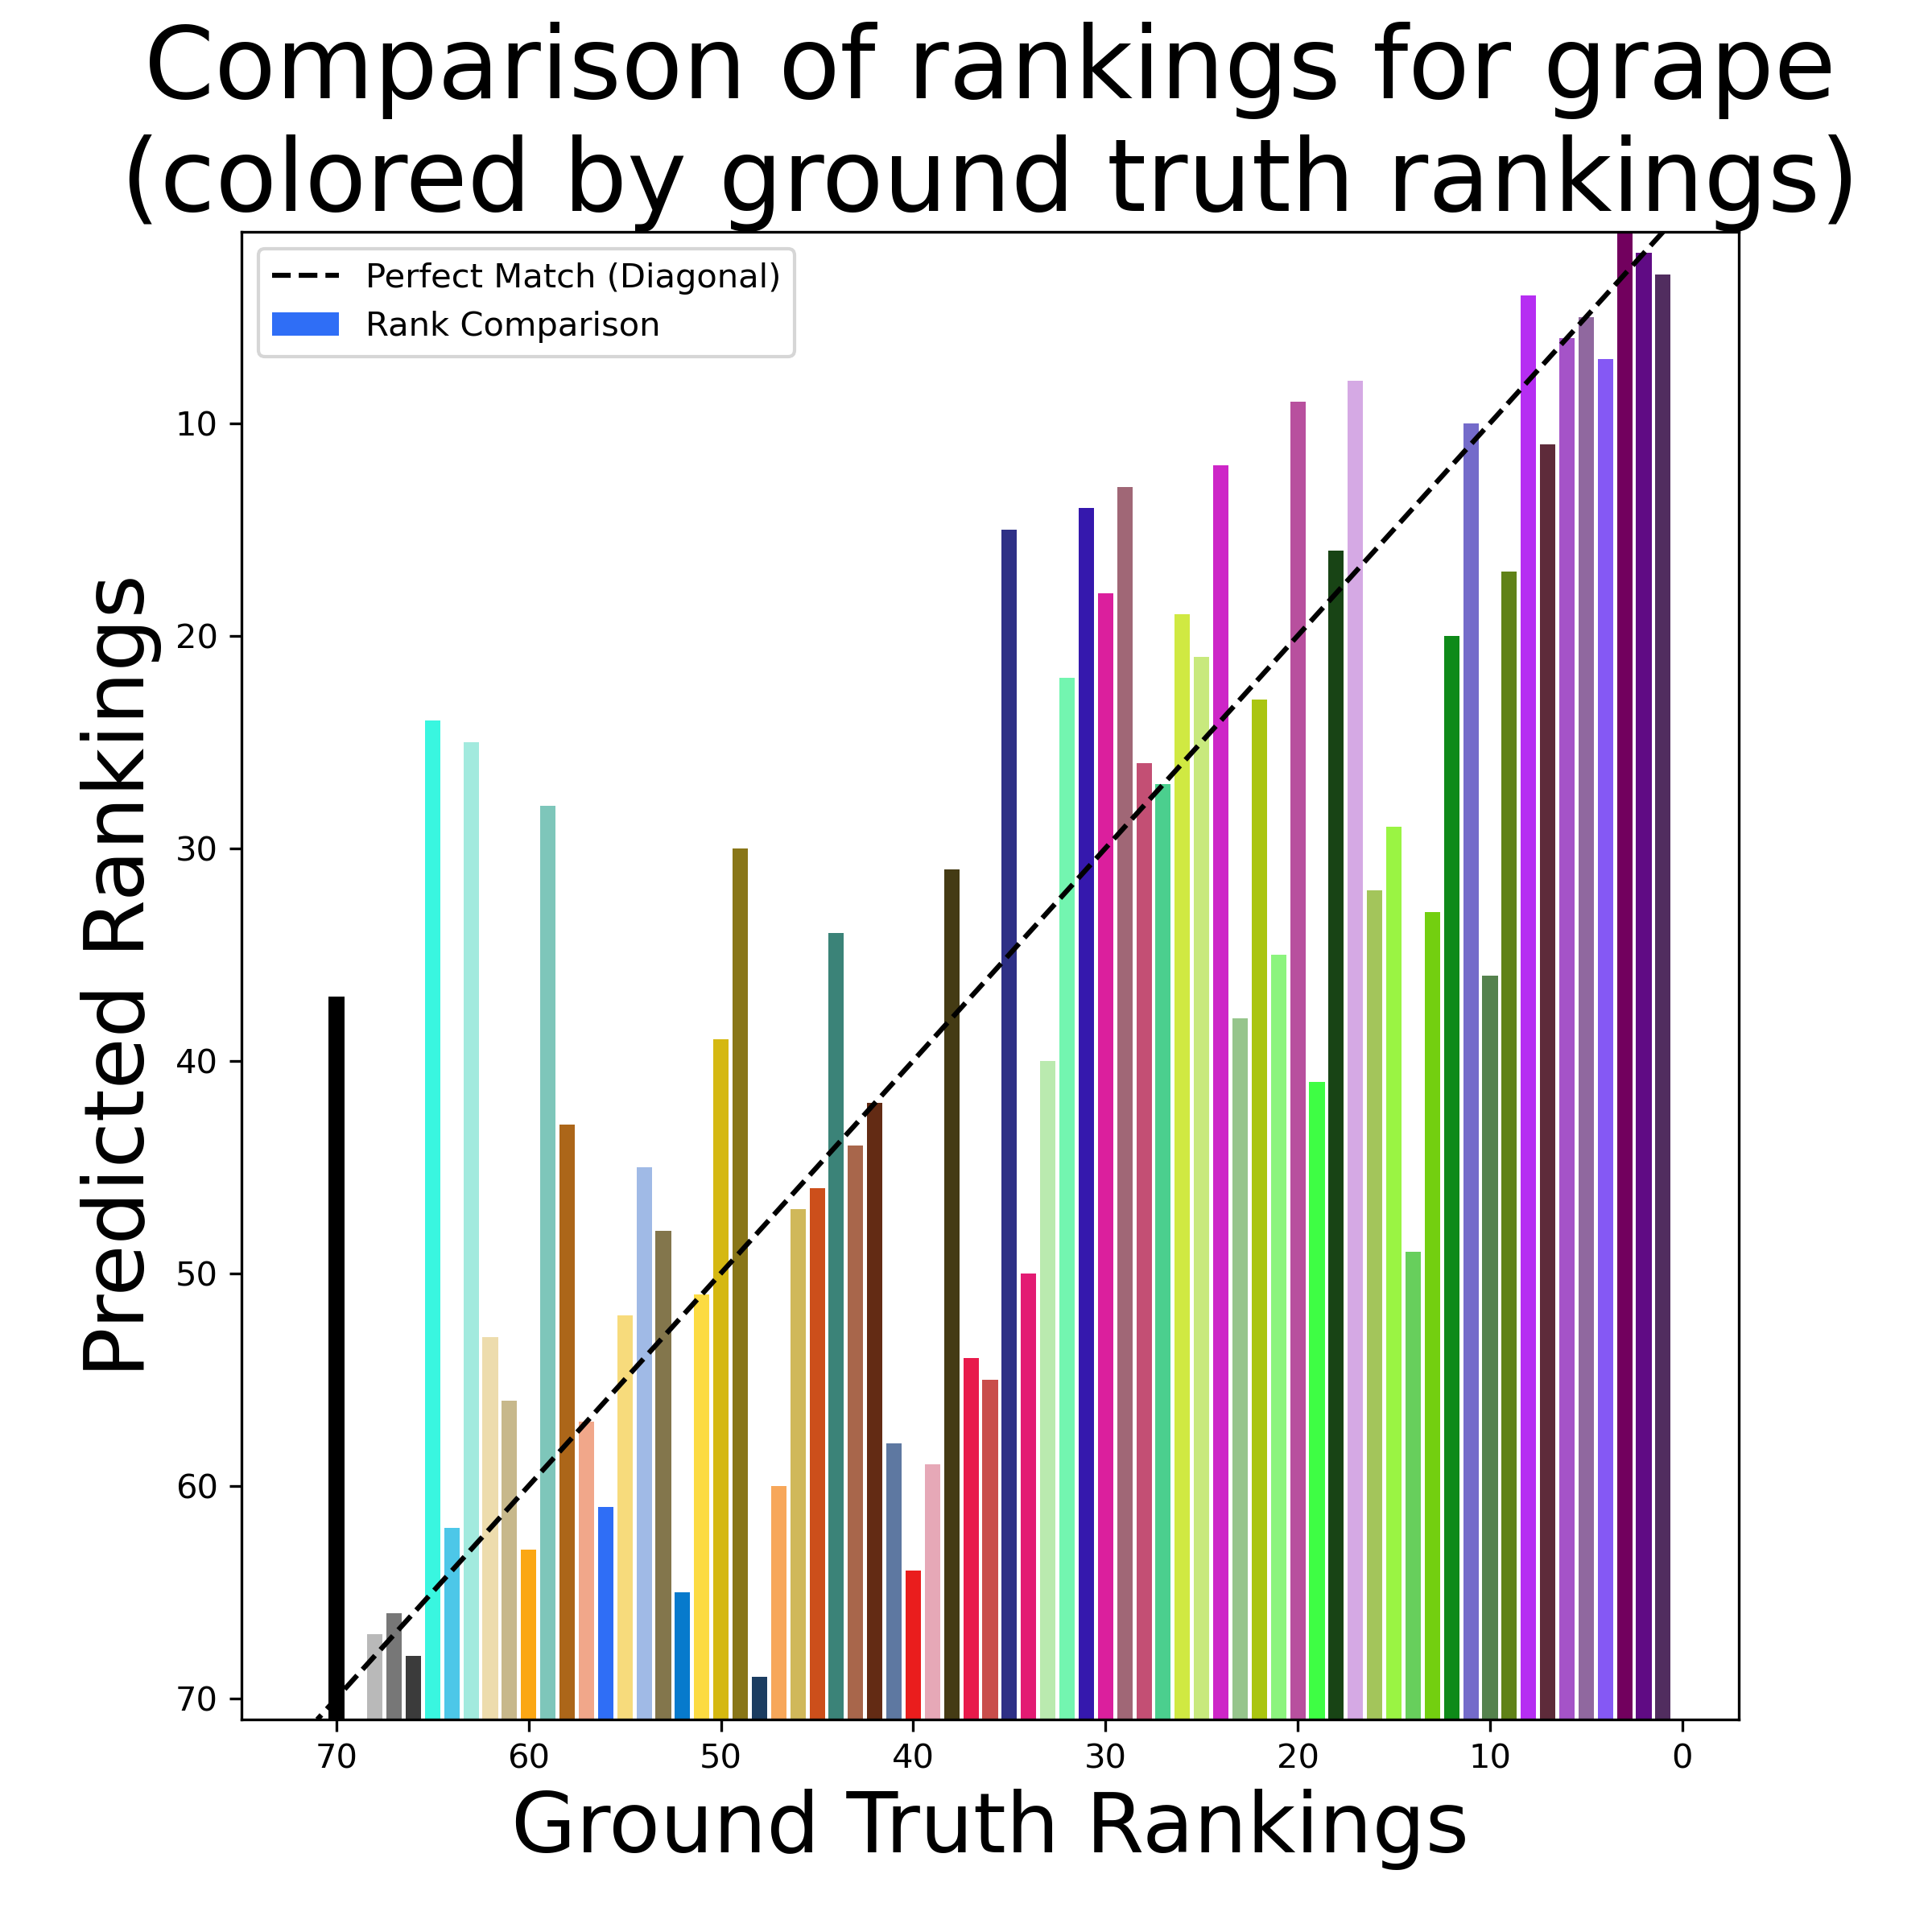 Comparison of rankings for grape
(colored by ground truth rankings)
Perfect Match (Diagonal)
Rank Comparison
10
20
30
40
50
60
70
Predicted Rankings
70 60 50 40 30 20 10 0
Ground Truth Rankings